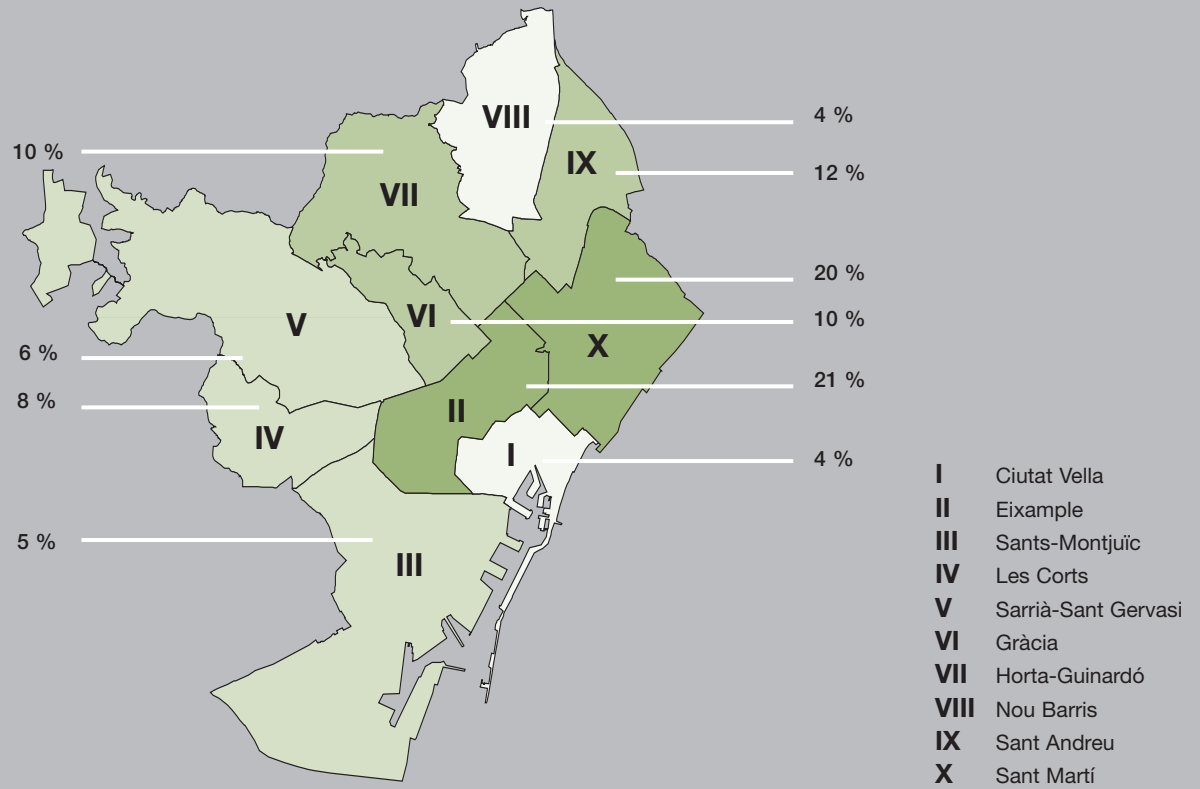 VIII
4 %
10 %
IX
12 %
VII
20 %
VI
10 %
V
X
6 %
21 %
8 %
II
IV
I
4 %
5 %
III
I Ciutat Vella
II Eixample
III Sants-Montjuïc
IV Les Corts
V Sarrià-Sant Gervasi
VI Gràcia
VII Horta-Guinardó
VIII Nou Barris
IX Sant Andreu
X Sant Martí